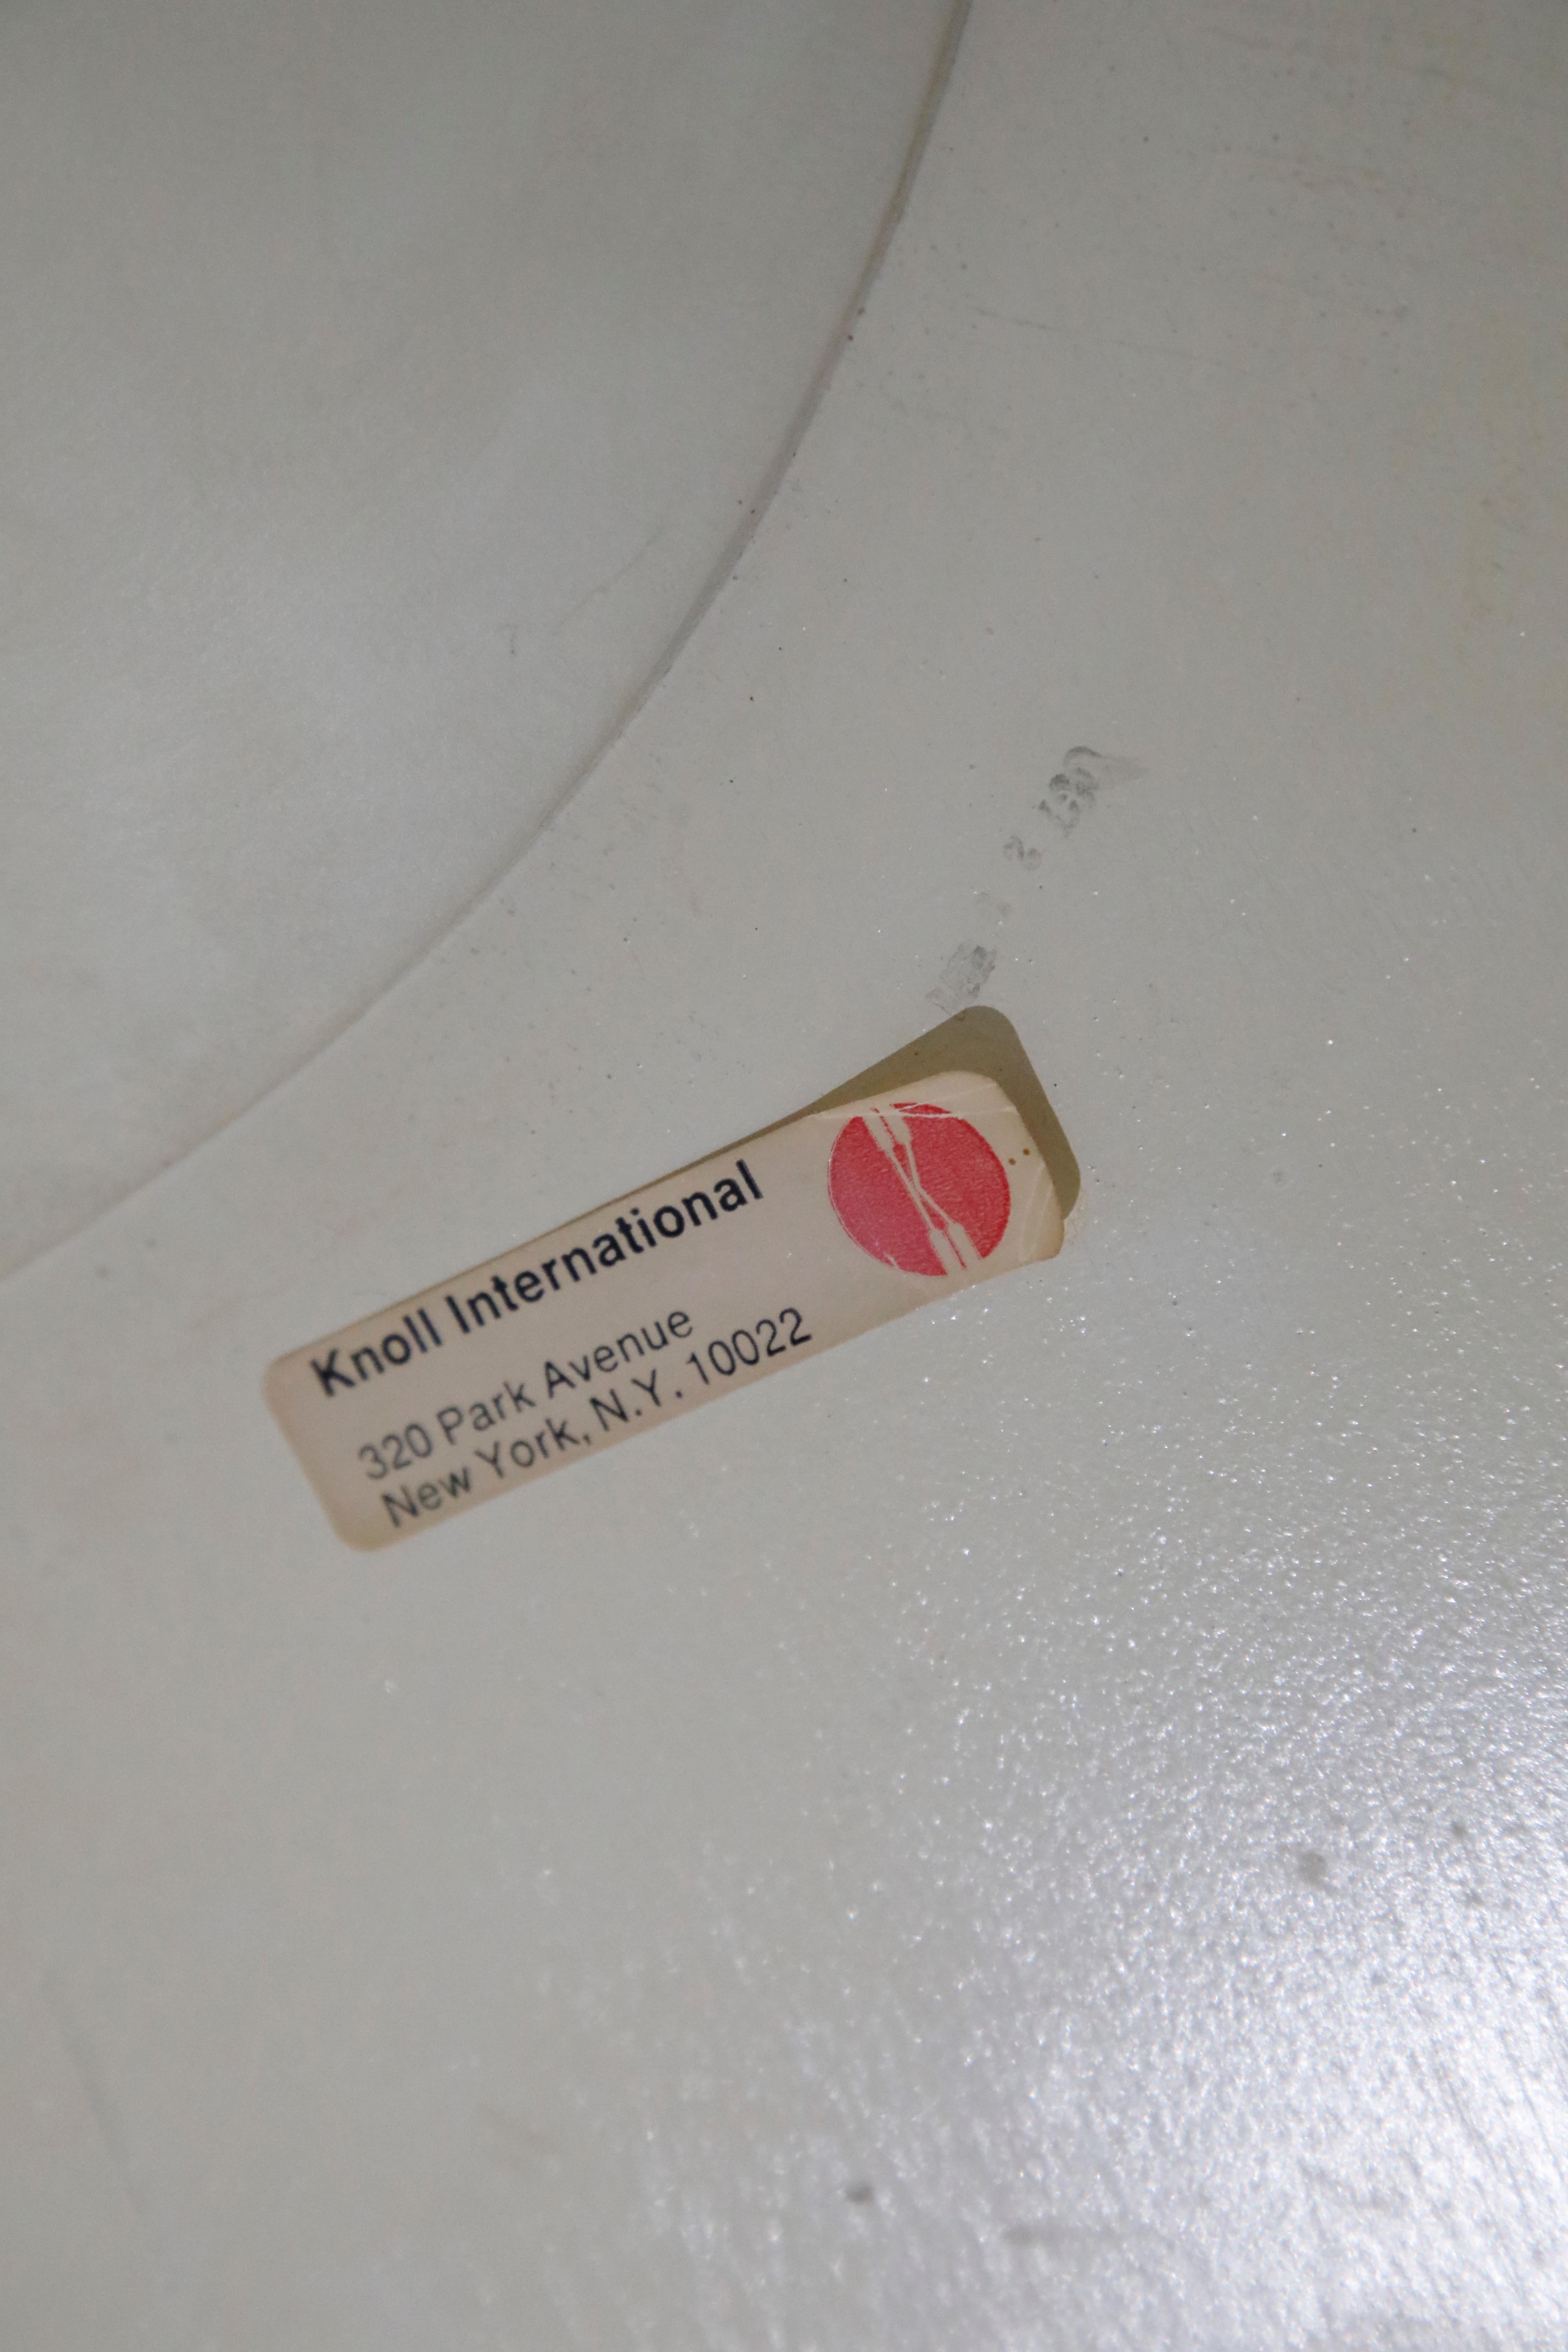 Knoll International
320 Park Avenue
New York, N.Y. 10022